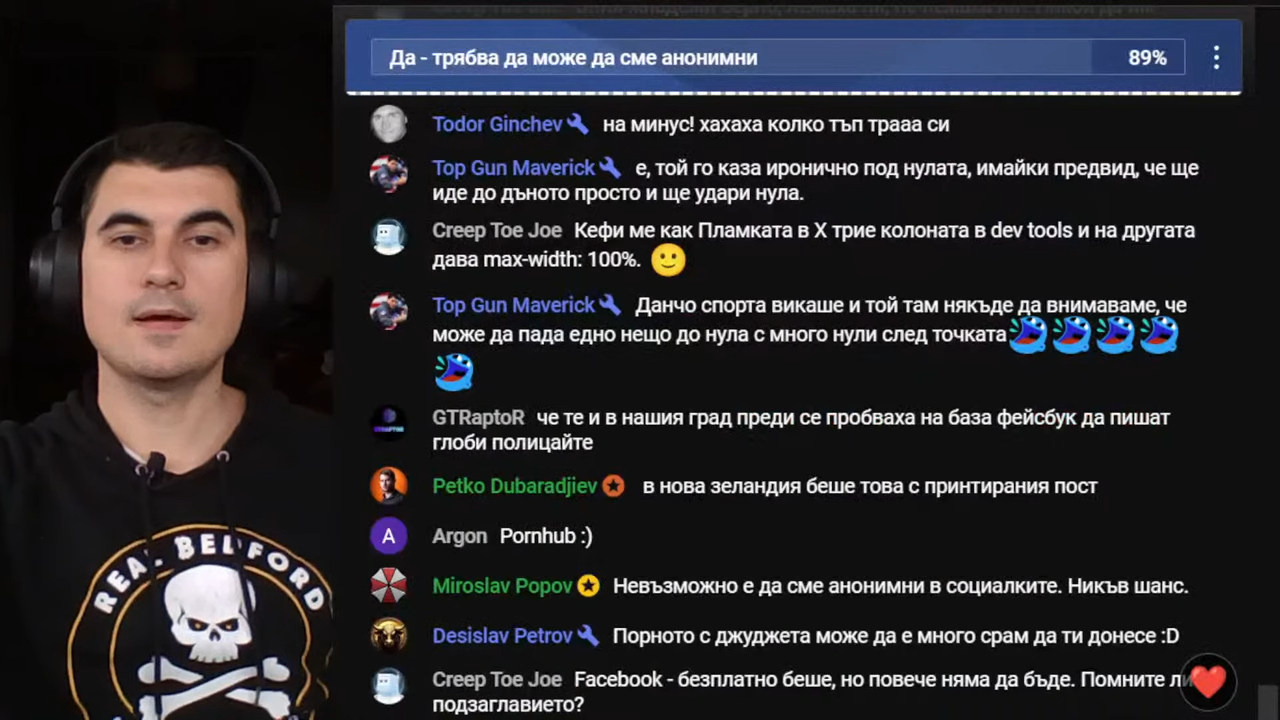 Да - трябва да може да сме анонимни 89%
Todor Ginchev на минус! хахаха колко тъп трааа си
Top Gun Maverick е, той го каза иронично под нулата, имайки предвид, че ще
иде до дъното просто и ще удари нула.
Creep Toe Joe Кефи ме как Пламката в X трие колоната в dev tools и на другата
дава max-width: 100%.
Top Gun Maverick Данчо спорта викаше и той там някъде да внимаваме, че
може да пада едно нещо до нула с много нули след точката
GTRaptoR че те и в нашия град преди се пробваха на база фейсбук да пишат
глоби полицайте
Petko Dubaradjiev в нова зеландия беше това с принтирания пост
A Argon Pornhub :)
Miroslav Popov Невъзможно е да сме анонимни в социалките. Никъв шанс.
Desislav Petrov Порното с джуджета може да е много срам да ти донесе :D
Creep Toe Joe Facebook - безплатно беше, но повече няма да бъде. Помните ли
подзаглавието?
REAL BEDFORD